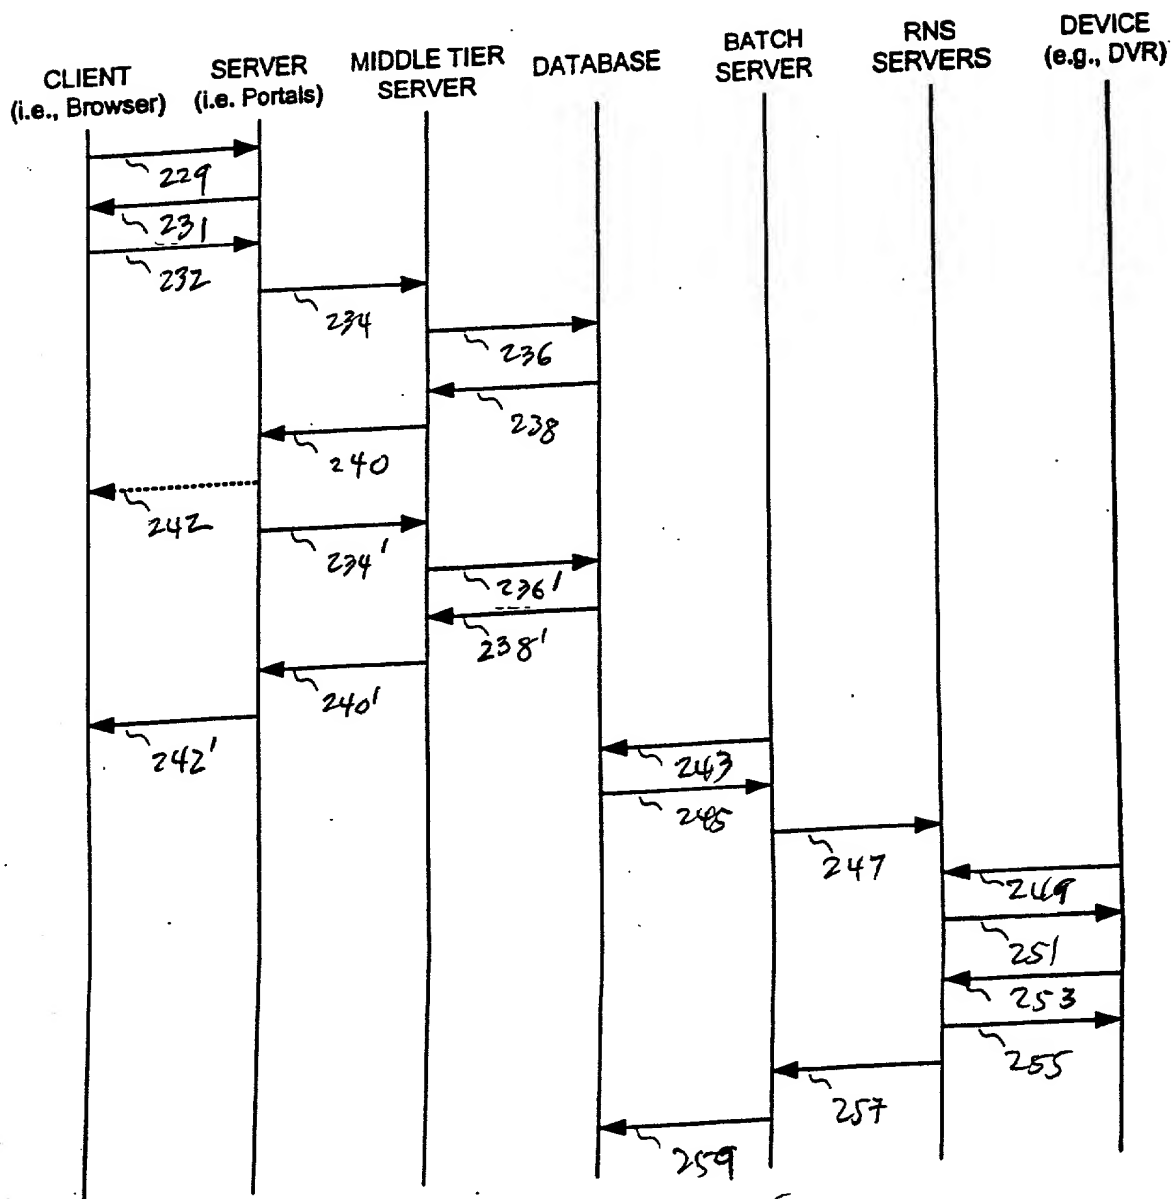 CLIENT
(i.e., Browser)
SERVER
(i.e. Portals)
MIDDLE TIER
SERVER
DATABASE
BATCH
SERVER
RNS
SERVERS
DEVICE
(e.g., DVR)
229
231
232
234
236
238
240
242
234'
236'
238'
240'
242'
243
245
247
249
251
253
255
257
259